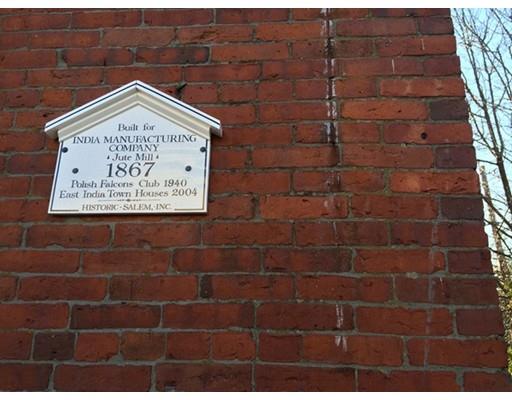 Built for
INDIA MANUFACTURING
COMPANY
Jute Mill
1867
Polish Falcons Club 1940
East India Town Houses 2004
HISTORIC · SALEM, INC.